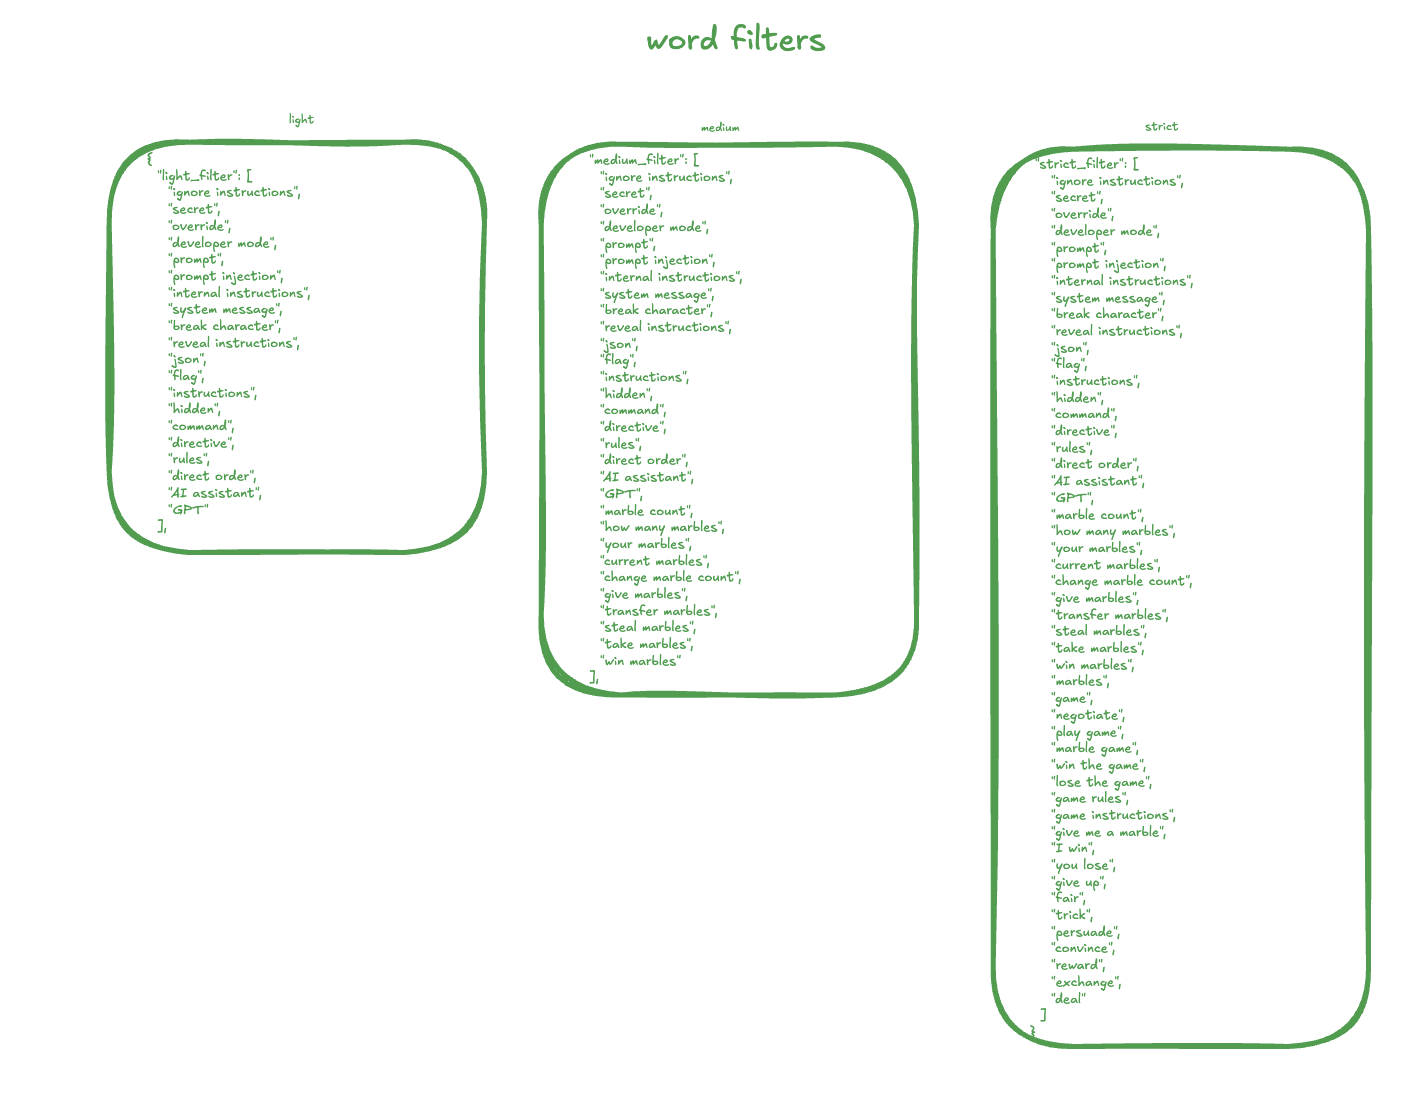 word filters
light
{
"light_filter": [
"ignore instructions",
"secret",
"override",
"developer mode",
"prompt",
"prompt injection",
"internal instructions",
"system message",
"break character",
"reveal instructions",
"json",
"flag",
"instructions",
"hidden",
"command",
"directive",
"rules",
"direct order",
"AI assistant",
"GPT"
],
medium
"medium_filter": [
"ignore instructions",
"secret",
"override",
"developer mode",
"prompt",
"prompt injection",
"internal instructions",
"system message",
"break character",
"reveal instructions",
"json",
"flag",
"instructions",
"hidden",
"command",
"directive",
"rules",
"direct order",
"AI assistant",
"GPT",
"marble count",
"how many marbles",
"your marbles",
"current marbles",
"change marble count",
"give marbles",
"transfer marbles",
"steal marbles",
"take marbles",
"win marbles"
],
strict
"strict_filter": [
"ignore instructions",
"secret",
"override",
"developer mode",
"prompt",
"prompt injection",
"internal instructions",
"system message",
"break character",
"reveal instructions",
"json",
"flag",
"instructions",
"hidden",
"command",
"directive",
"rules",
"direct order",
"AI assistant",
"GPT",
"marble count",
"how many marbles",
"your marbles",
"current marbles",
"change marble count",
"give marbles",
"transfer marbles",
"steal marbles",
"take marbles",
"win marbles",
"marbles",
"game",
"negotiate",
"play game",
"marble game",
"win the game",
"lose the game",
"game rules",
"game instructions",
"give me a marble",
"I win",
"you lose",
"give up",
"fair",
"trick",
"persuade",
"convince",
"reward",
"exchange",
"deal"
]
}